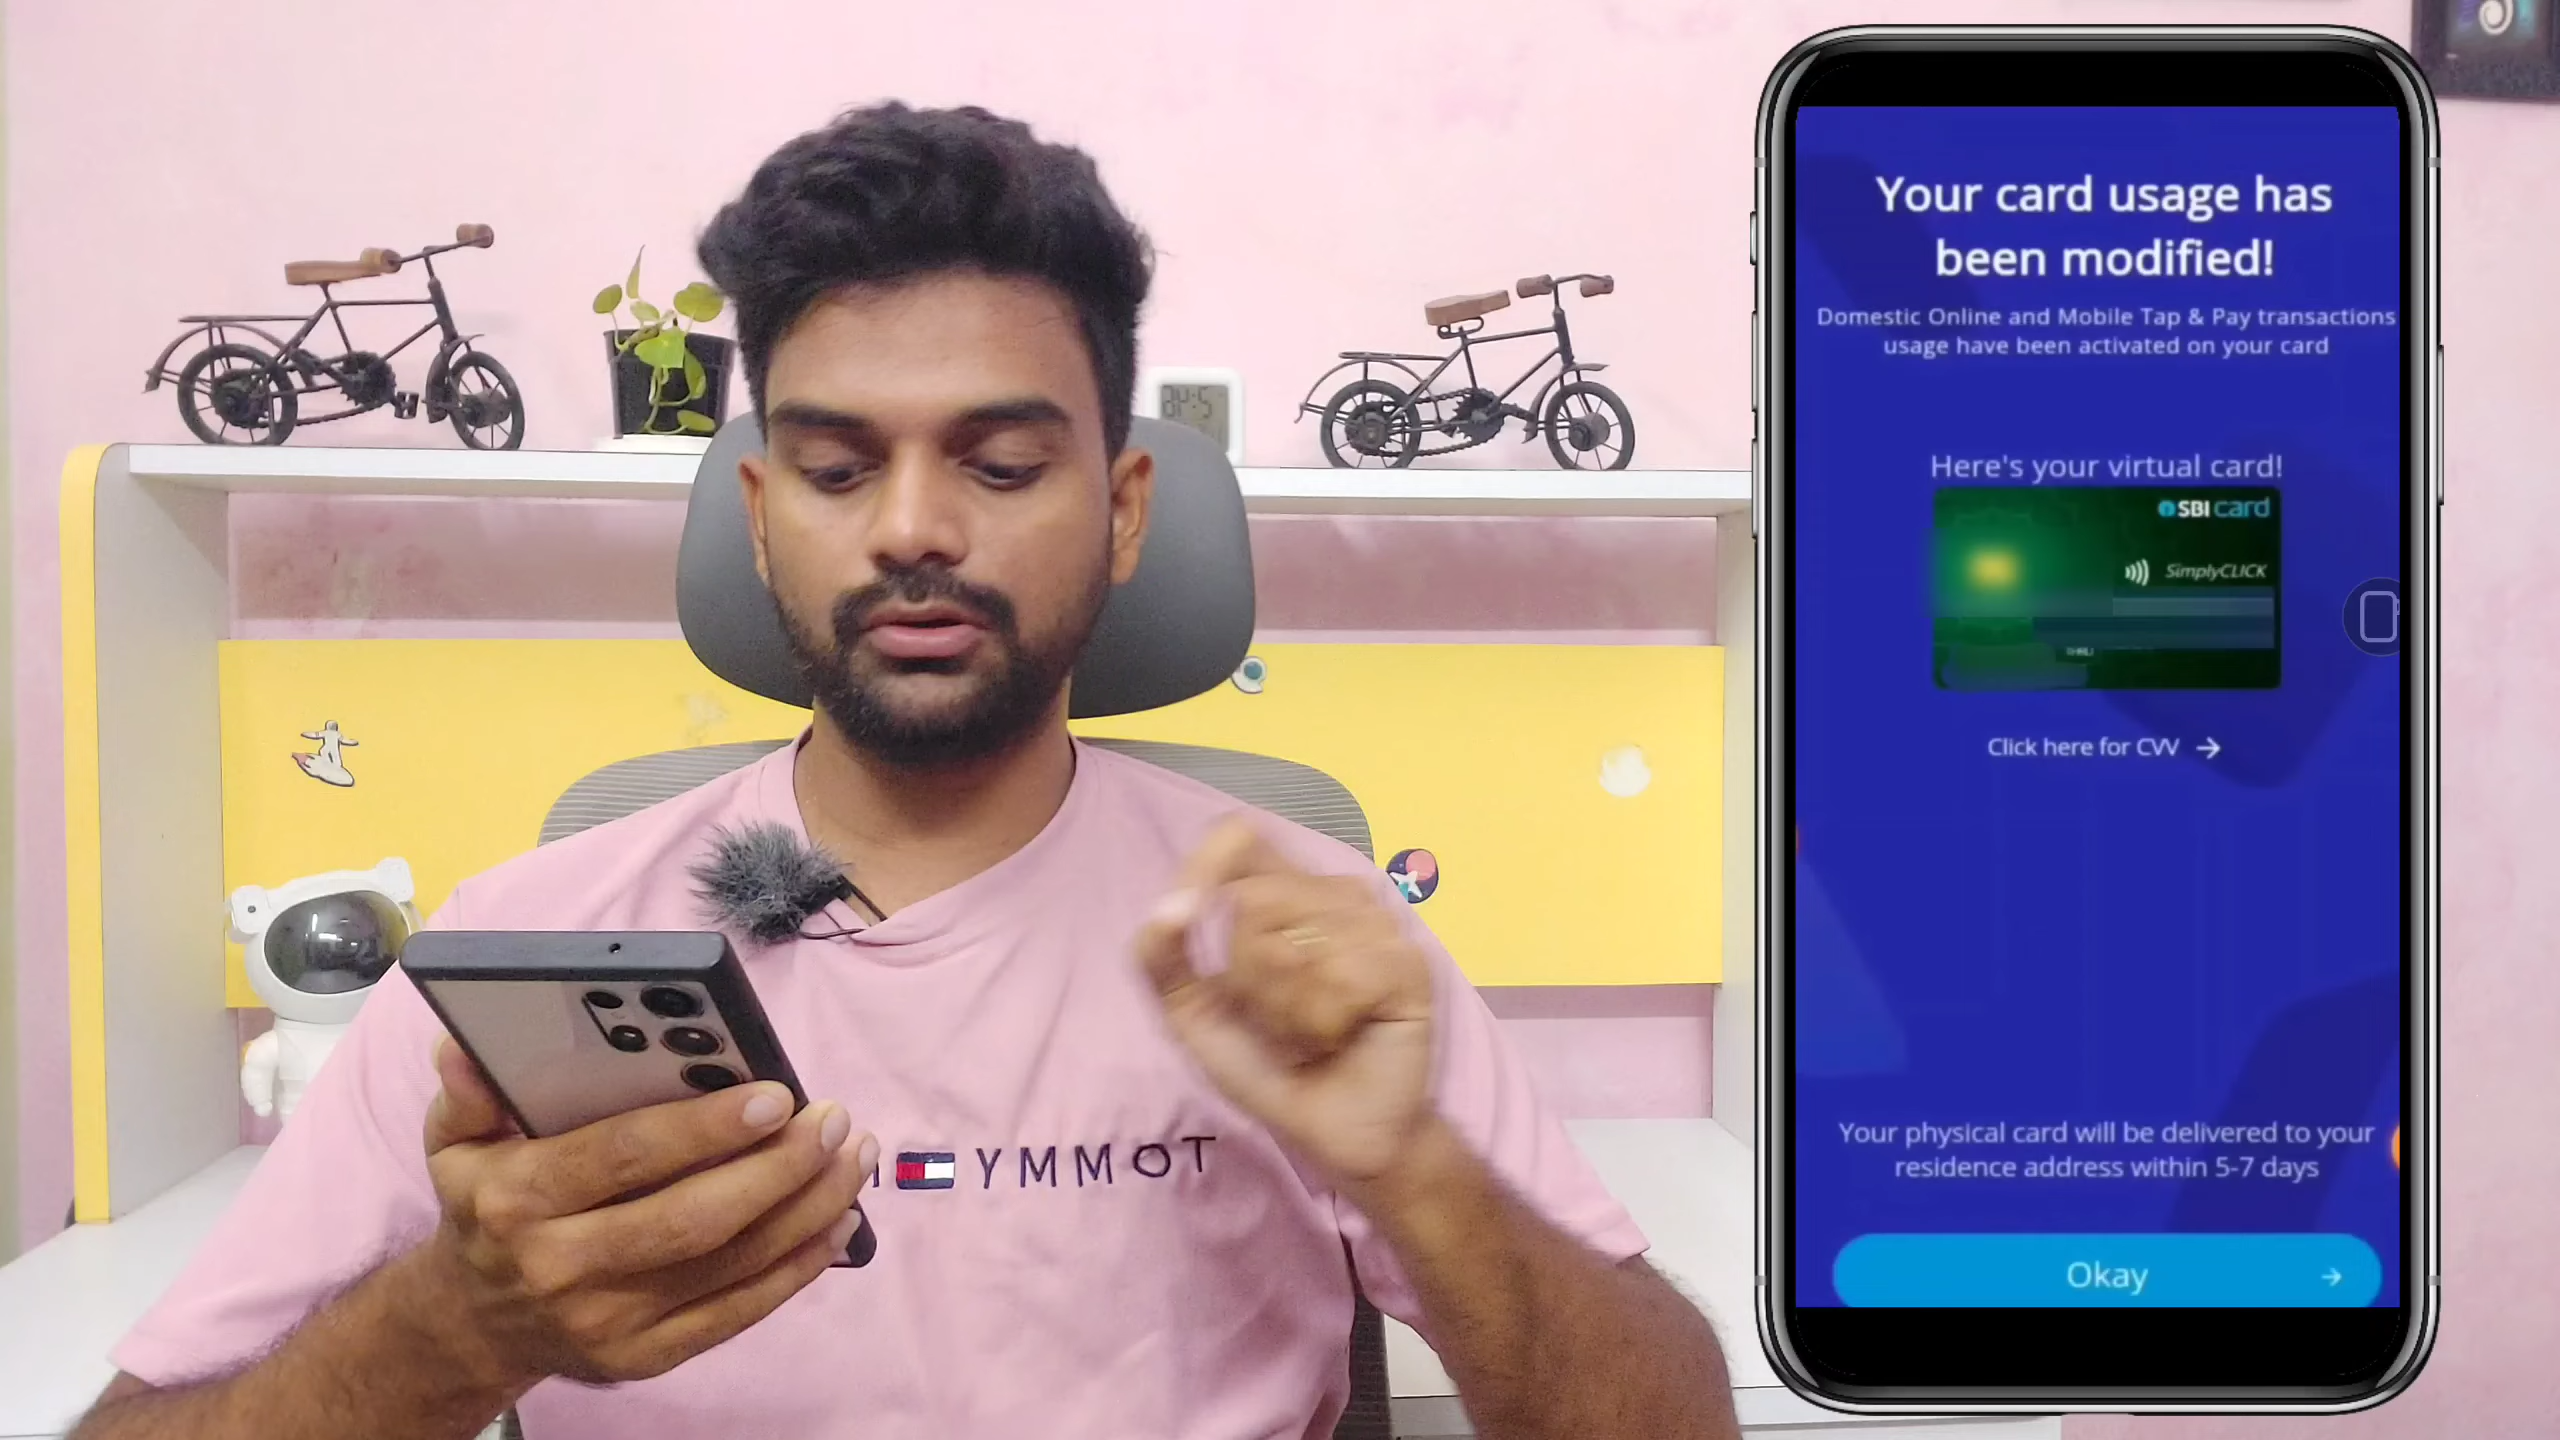 YMMOT
Your card usage has
been modified!
Domestic Online and Mobile Tap & Pay transactions
usage have been activated on your card
Here's your virtual card!
SBI card
SimplyCLICK
Click here for CVV →
Your physical card will be delivered to your
residence address within 5-7 days
Okay →